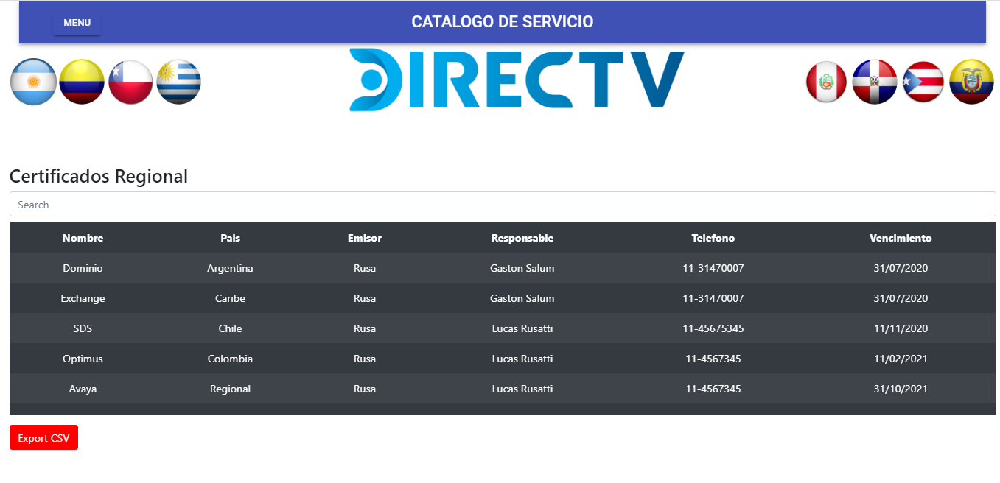 MENU
CATALOGO DE SERVICIO
DIRECTV
Certificados Regional
Search
Nombre Pais Emisor Responsable Telefono Vencimiento
Dominio Argentina Rusa Gaston Salum 11-31470007 31/07/2020
Exchange Caribe Rusa Gaston Salum 11-31470007 31/07/2020
SDS Chile Rusa Lucas Rusatti 11-45675345 11/11/2020
Optimus Colombia Rusa Lucas Rusatti 11-4567345 11/02/2021
Avaya Regional Rusa Lucas Rusatti 11-4567345 31/10/2021
Export CSV